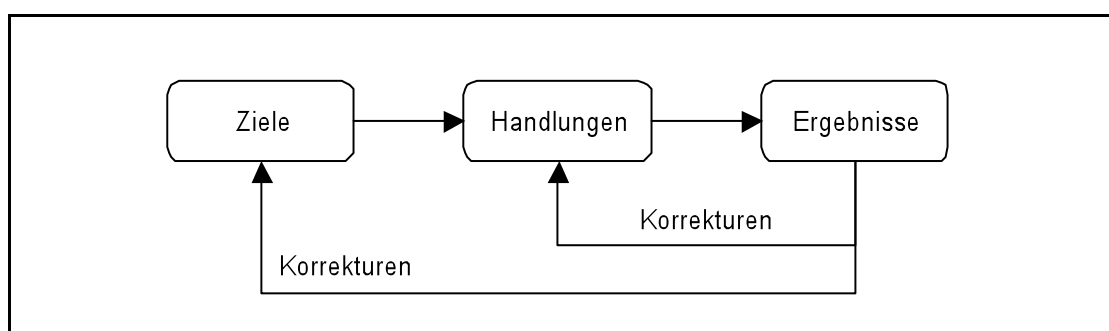 Ziele
Handlungen
Ergebnisse
Korrekturen
Korrekturen